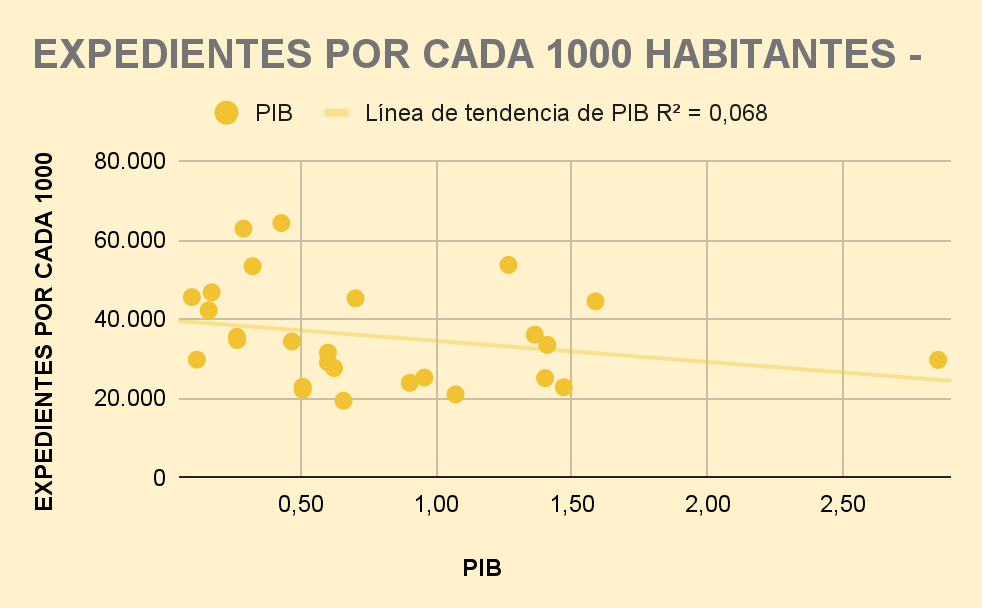 EXPEDIENTES POR CADA 1000 HABITANTES -
PIB
Línea de tendencia de PIB R² = 0,068
EXPEDIENTES POR CADA 1000
80.000
60.000
40.000
20.000
0
0,50
1,00
1,50
2,00
2,50
PIB